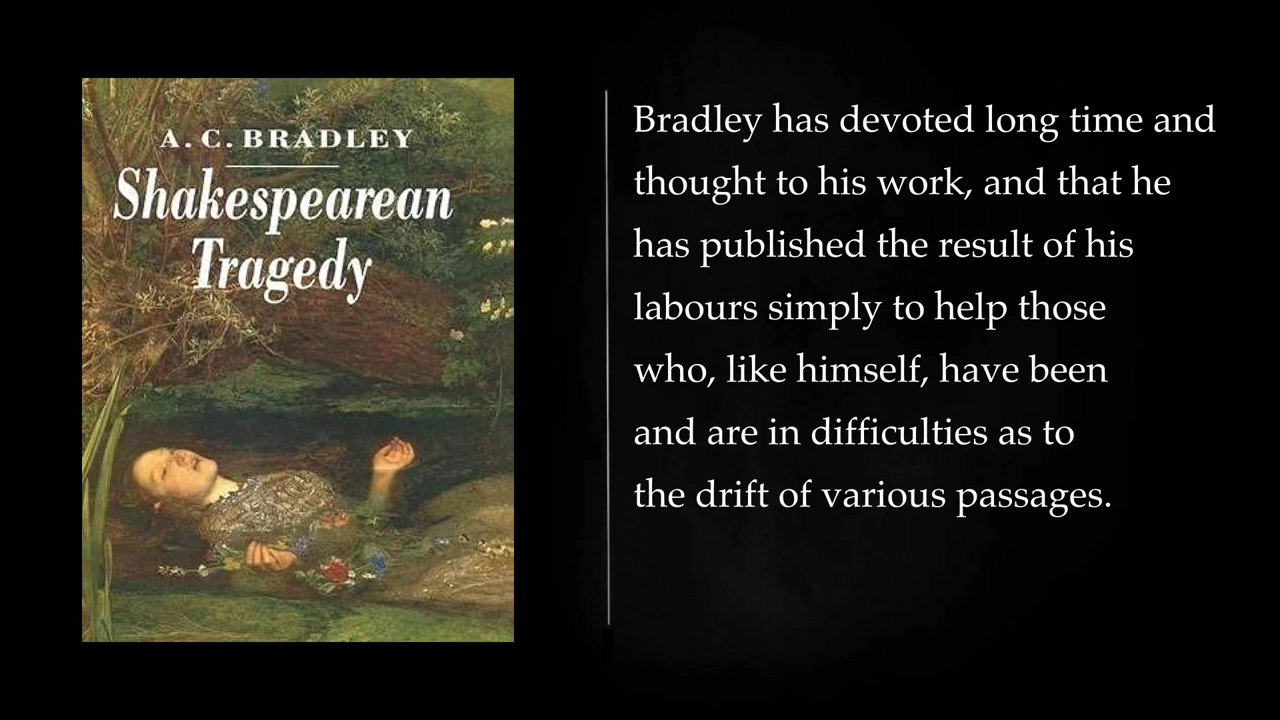 A. C. BRADLEY
Shakespearean
Tragedy
Bradley has devoted long time and
thought to his work, and that he
has published the result of his
labours simply to help those
who, like himself, have been
and are in difficulties as to
the drift of various passages.